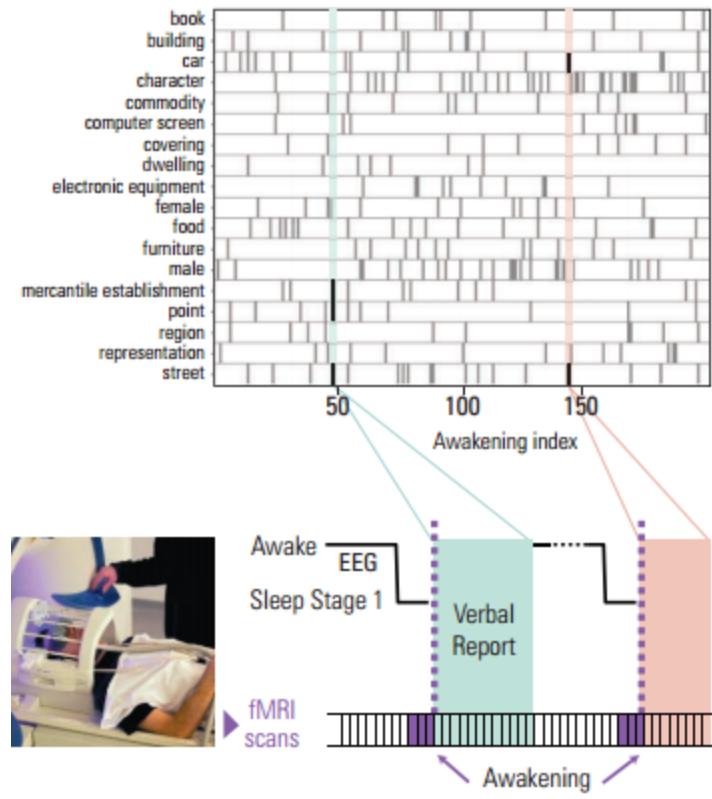 book
building
car
character
commodity
computer screen
covering
dwelling
electronic equipment
female
food
furniture
male
mercantile establishment
point
region
representation
street
50 100 150
Awakening index
Awake
EEG
Sleep Stage 1
Verbal
Report
fMRI
scans
Awakening